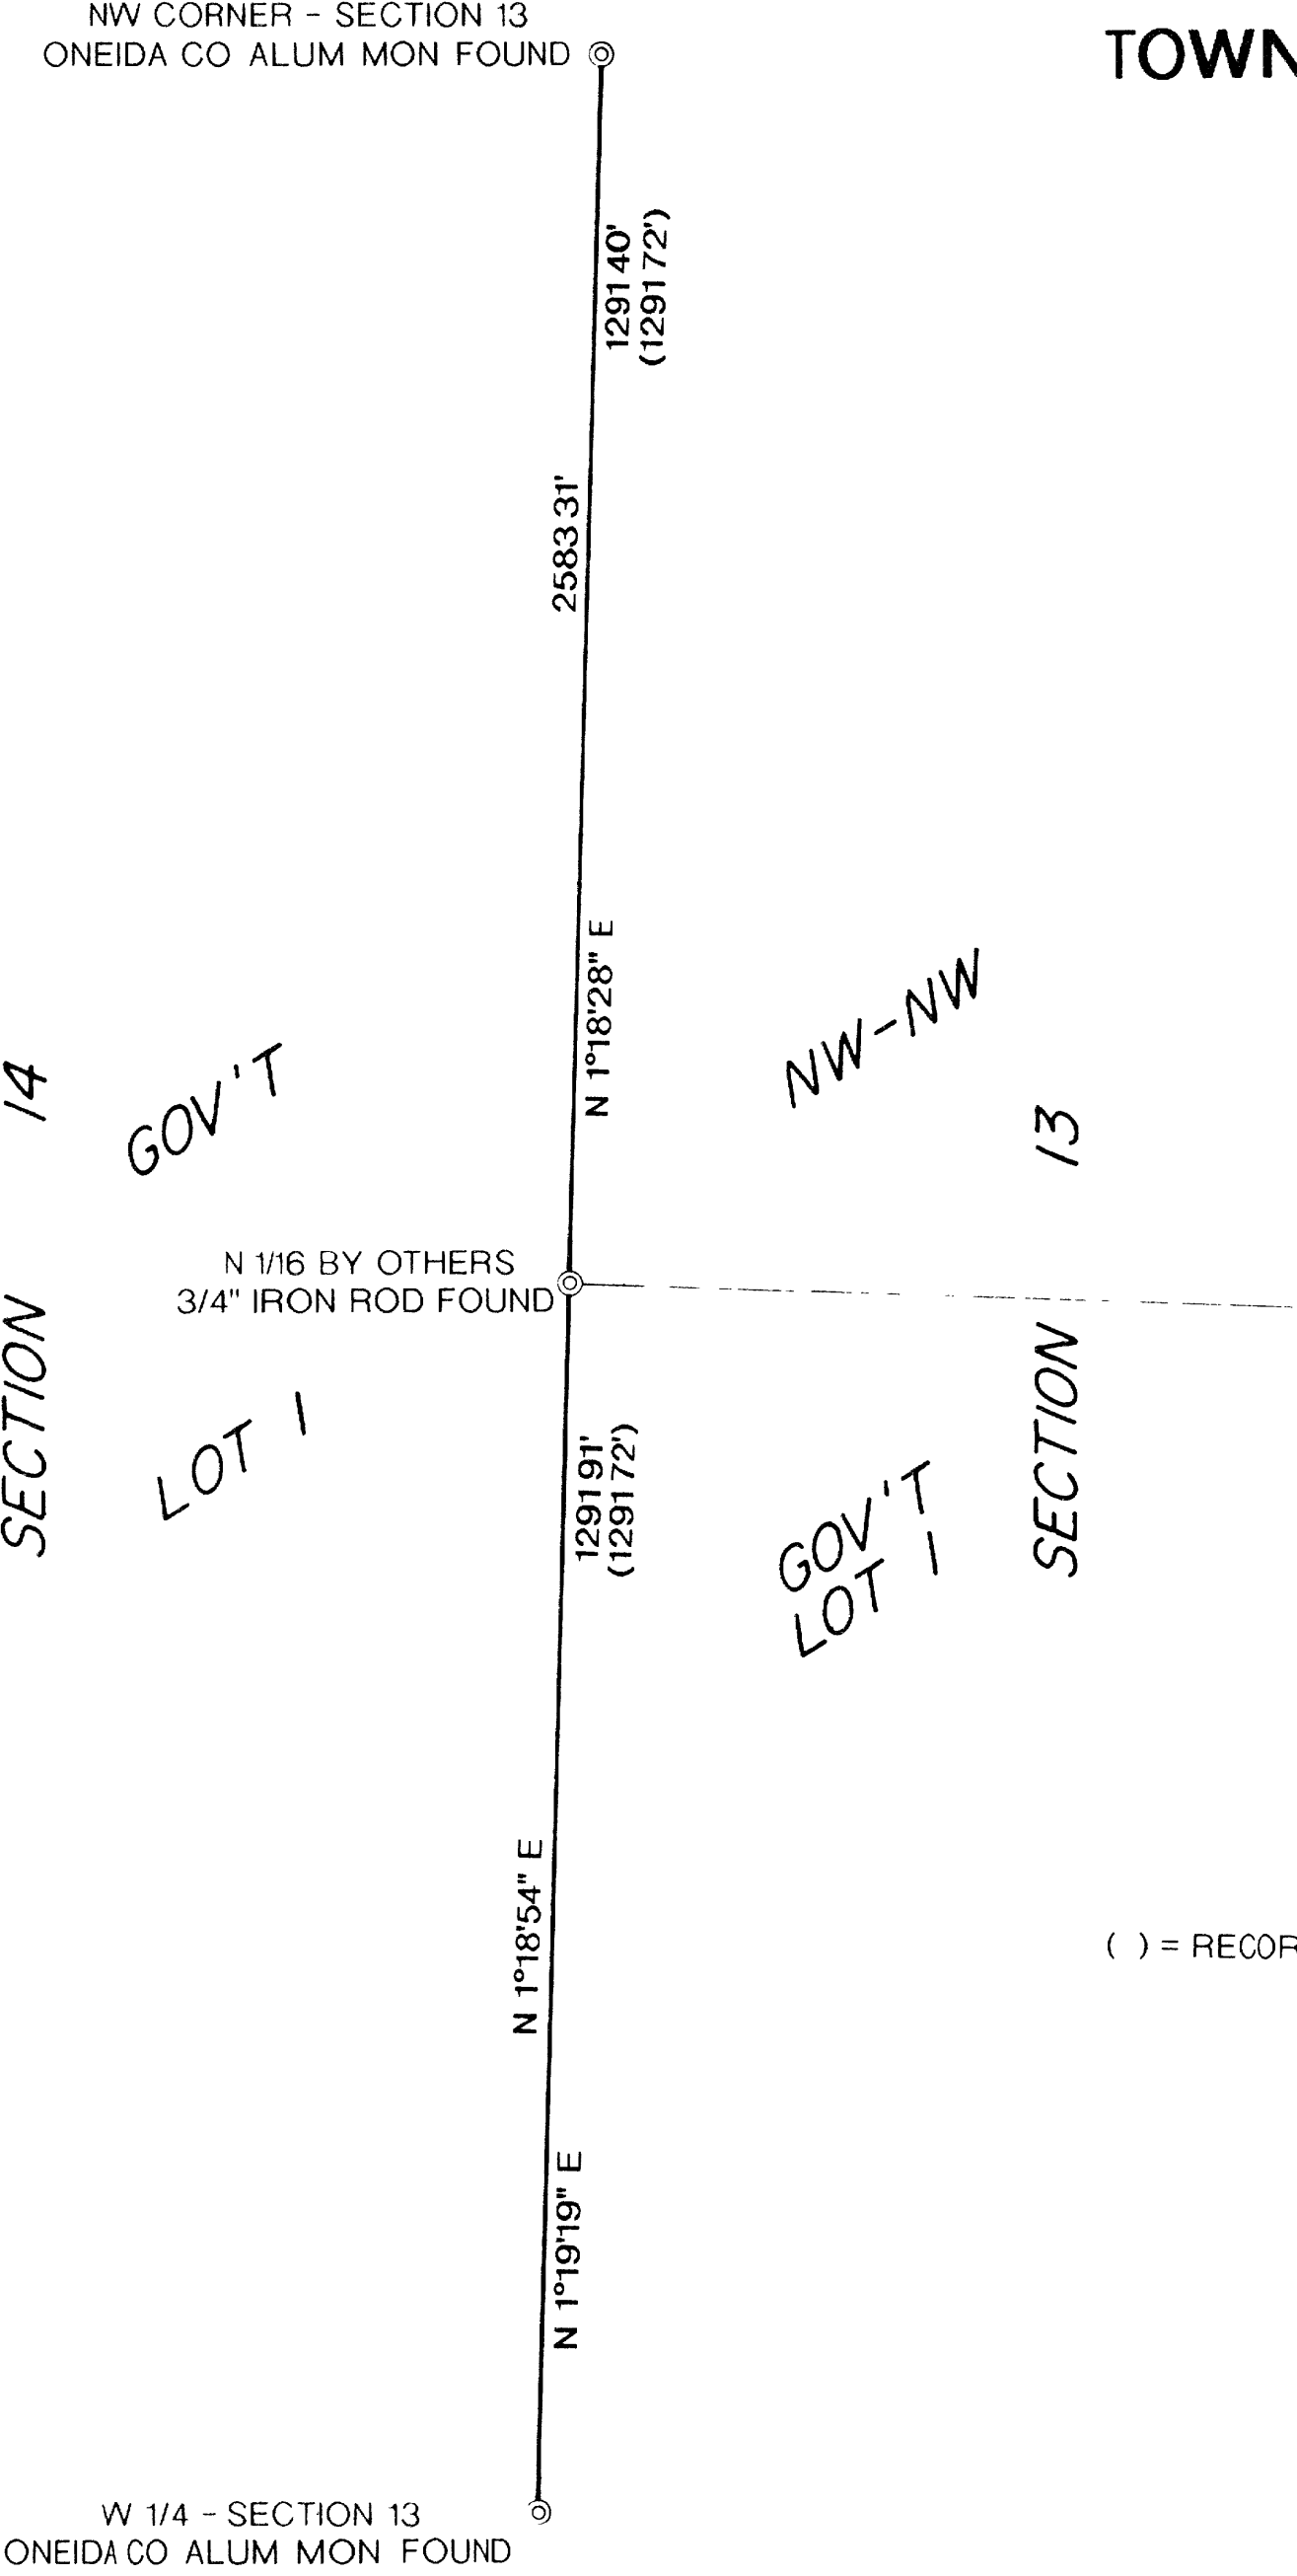 NW CORNER - SECTION 13
ONEIDA CO ALUM MON FOUND
TOWN
1291 40'
(1291 72')
2583 31'
N 1°18'28" E
NW-NW
SECTION 14
GOV'T
LOT 1
SECTION 13
N 1/16 BY OTHERS
3/4" IRON ROD FOUND
1291 91'
(1291 72')
GOV'T
LOT 1
N 1°18'54" E
( ) = RECOR
N 1°19'19" E
W 1/4 - SECTION 13
ONEIDA CO ALUM MON FOUND